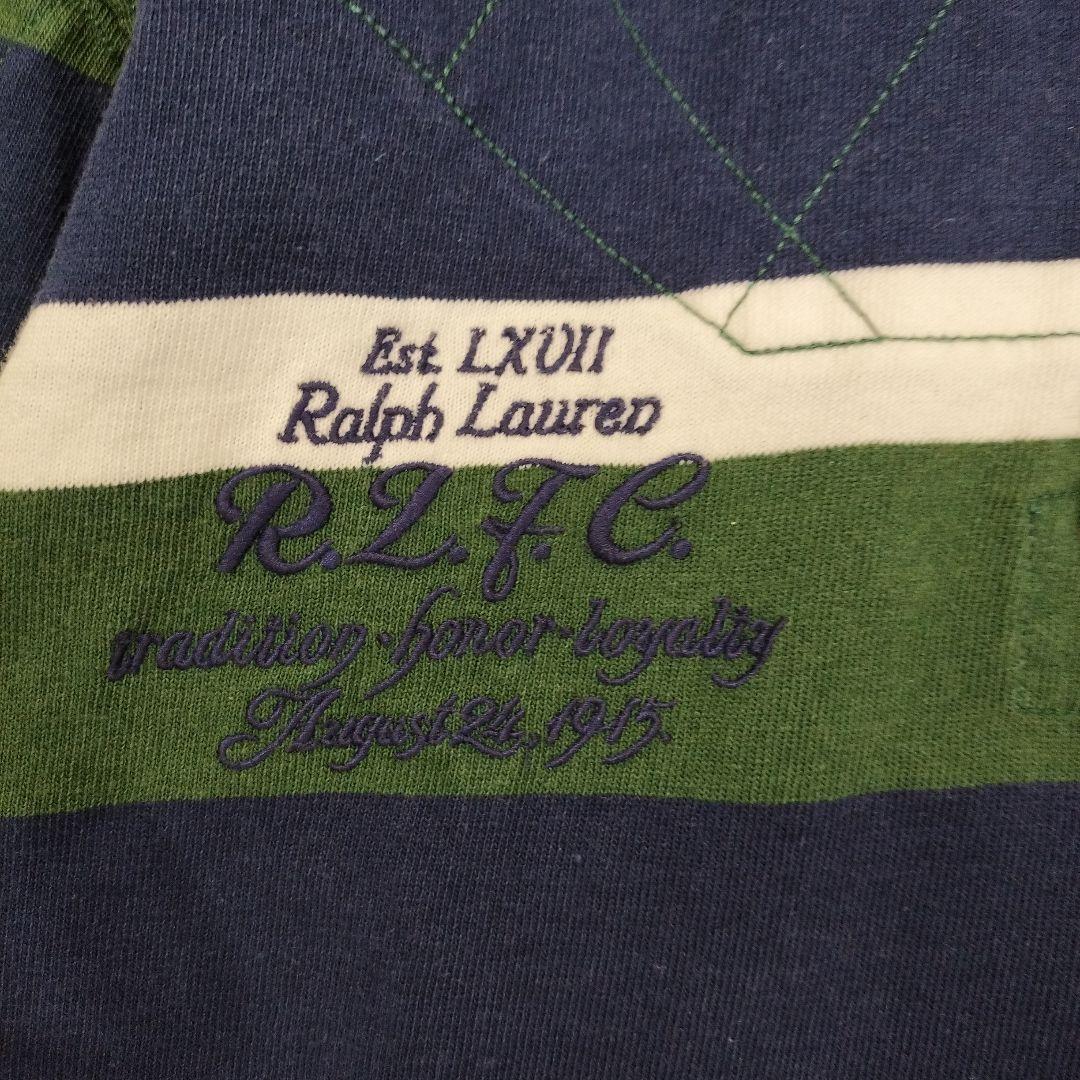 Est. LXVII
Ralph Lauren
R.L.F.C.
tradition·honor·loyalty
August 24, 1915.